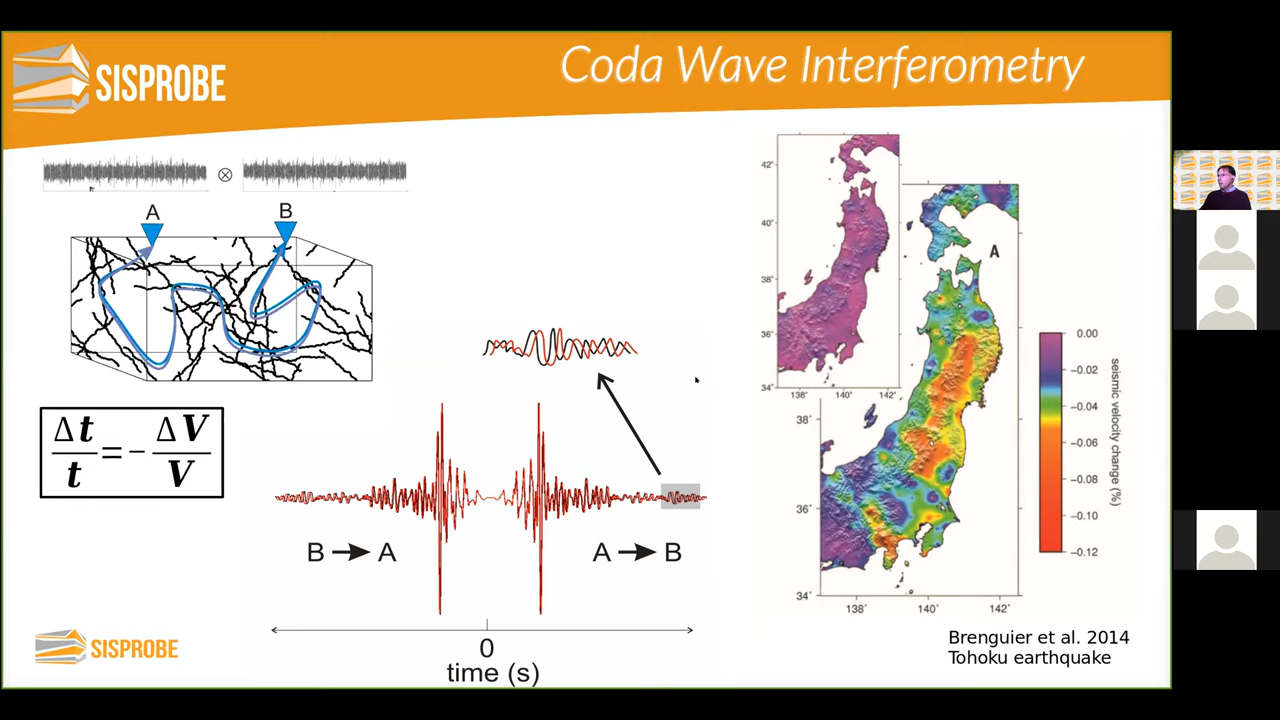 SISPROBE
Coda Wave Interferometry
⊗
A
B
Δt/t = − ΔV/V
B → A
A → B
0
time (s)
42°
40°
38°
36°
34°
138°
140°
142°
A
38°
36°
34°
138°
140°
142°
0.00
−0.02
−0.04
−0.06
−0.08
−0.10
−0.12
seismic velocity change (%)
Brenguier et al. 2014
Tohoku earthquake
SISPROBE